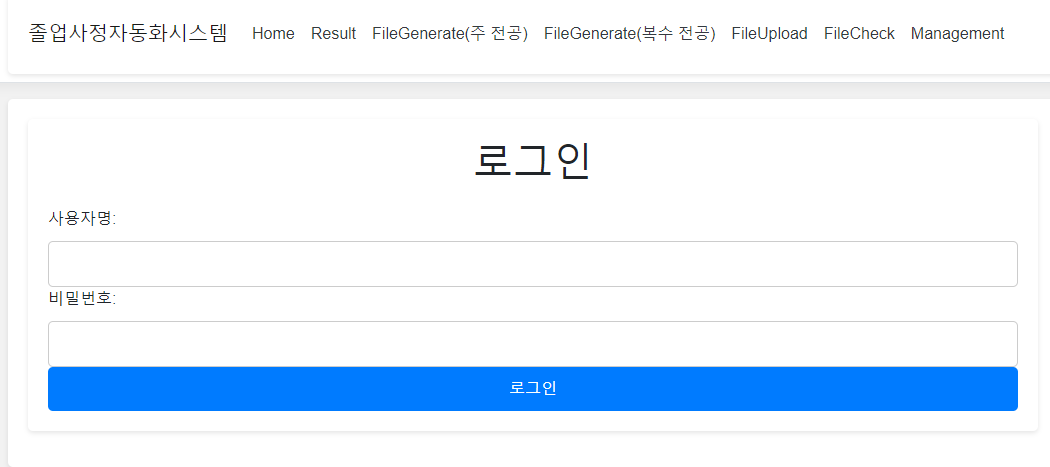 졸업사정자동화시스템 Home Result FileGenerate(주 전공) FileGenerate(복수 전공) FileUpload FileCheck Management
로그인
사용자명:
비밀번호:
로그인